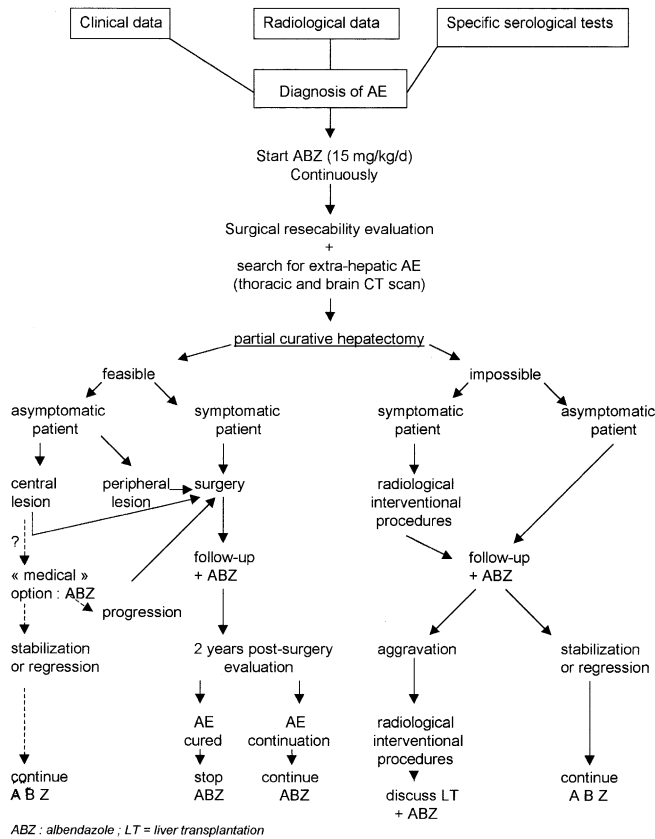 Clinical data
Radiological data
Specific serological tests
Diagnosis of AE
Start ABZ (15 mg/kg/d)
Continuously
Surgical resecability evaluation
+
search for extra-hepatic AE
(thoracic and brain CT scan)
partial curative hepatectomy
feasible
impossible
asymptomatic
patient
symptomatic
patient
symptomatic
patient
asymptomatic
patient
central
lesion
peripheral
lesion
surgery
radiological
interventional
procedures
?
« medical »
option : ABZ
progression
follow-up
+ ABZ
follow-up
+ ABZ
stabilization
or regression
2 years post-surgery
evaluation
aggravation
stabilization
or regression
AE
cured
AE
continuation
radiological
interventional
procedures
continue
A B Z
stop
ABZ
continue
ABZ
discuss LT
+ ABZ
continue
A B Z
ABZ : albendazole ; LT = liver transplantation